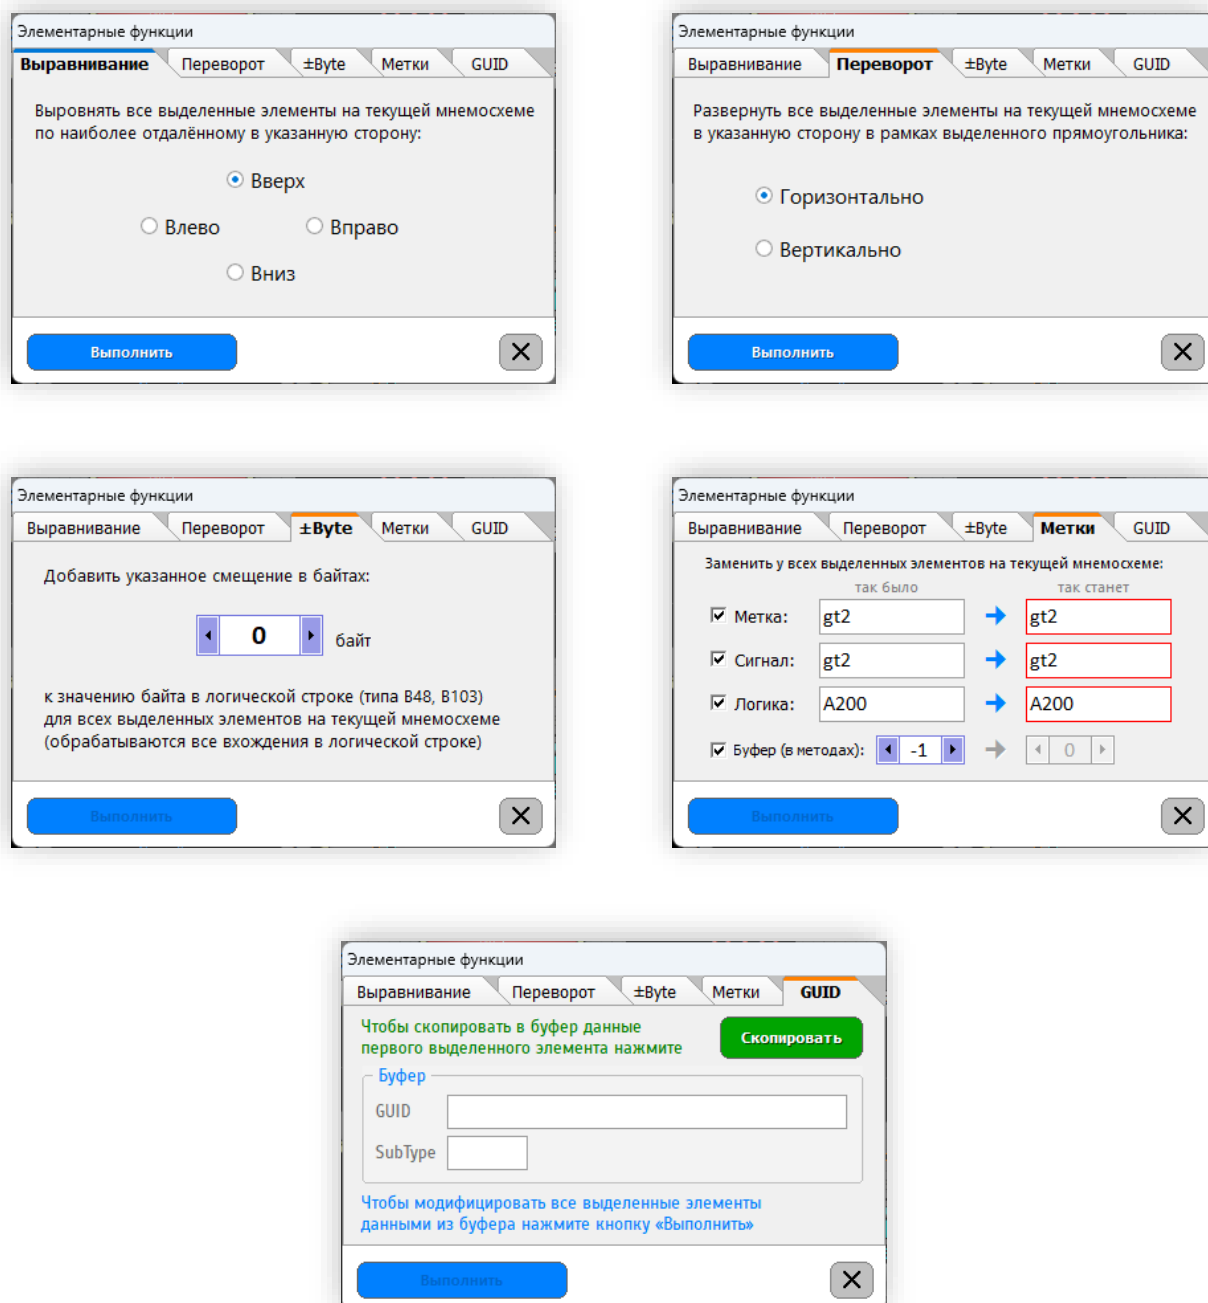 Элементарные функции
Выравнивание Переворот ±Byte Метки GUID
Выровнять все выделенные элементы на текущей мнемосхеме
по наиболее отдалённому в указанную сторону:
Вверх
Влево Вправо
Вниз
Выполнить
Элементарные функции
Выравнивание Переворот ±Byte Метки GUID
Развернуть все выделенные элементы на текущей мнемосхеме
в указанную сторону в рамках выделенного прямоугольника:
Горизонтально
Вертикально
Выполнить
Элементарные функции
Выравнивание Переворот ±Byte Метки GUID
Добавить указанное смещение в байтах:
0 байт
к значению байта в логической строке (типа B48, B103)
для всех выделенных элементов на текущей мнемосхеме
(обрабатываются все вхождения в логической строке)
Выполнить
Элементарные функции
Выравнивание Переворот ±Byte Метки GUID
Заменить у всех выделенных элементов на текущей мнемосхеме:
так было так станет
Метка: gt2 gt2
Сигнал: gt2 gt2
Логика: A200 A200
Буфер (в методах): -1 0
Выполнить
Элементарные функции
Выравнивание Переворот ±Byte Метки GUID
Чтобы скопировать в буфер данные
первого выделенного элемента нажмите
Скопировать
Буфер
GUID
SubType
Чтобы модифицировать все выделенные элементы
данными из буфера нажмите кнопку «Выполнить»
Выполнить